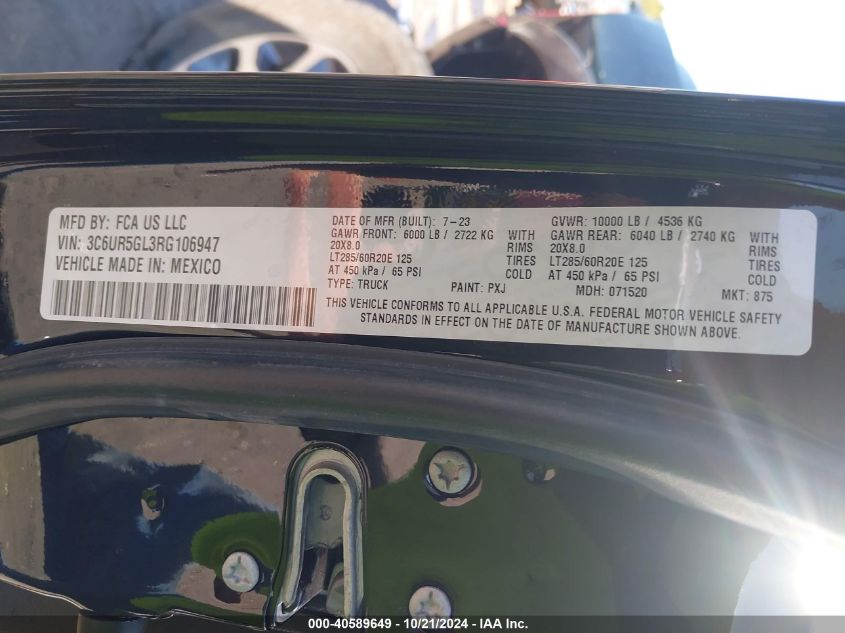 MFD BY: FCA US LLC
VIN: 3C6UR5GL3RG106947
VEHICLE MADE IN: MEXICO
DATE OF MFR (BUILT): 7-23
GAWR FRONT: 6000 LB / 2722 KG WITH
20X8.0 RIMS
LT285/60R20E 125 TIRES
AT 450 kPa / 65 PSI COLD
TYPE: TRUCK PAINT: PXJ
GVWR: 10000 LB / 4536 KG
GAWR REAR: 6040 LB / 2740 KG WITH
20X8.0 RIMS
LT285/60R20E 125 TIRES
AT 450 kPa / 65 PSI COLD
MDH: 071520 MKT: 875
THIS VEHICLE CONFORMS TO ALL APPLICABLE U.S.A. FEDERAL MOTOR VEHICLE SAFETY
STANDARDS IN EFFECT ON THE DATE OF MANUFACTURE SHOWN ABOVE.
000-40589649 - 10/21/2024 - IAA Inc.